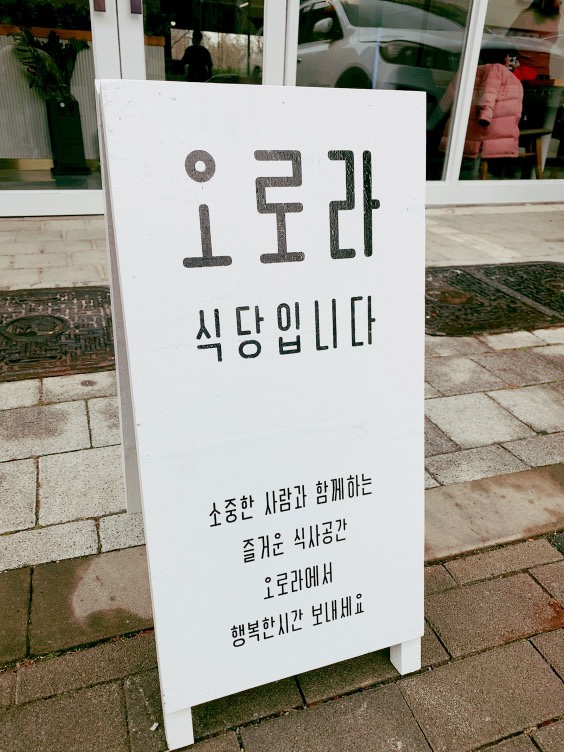 오로라
식당입니다
소중한 사람과 함께하는
즐거운 식사공간
오로라에서
행복한시간 보내세요